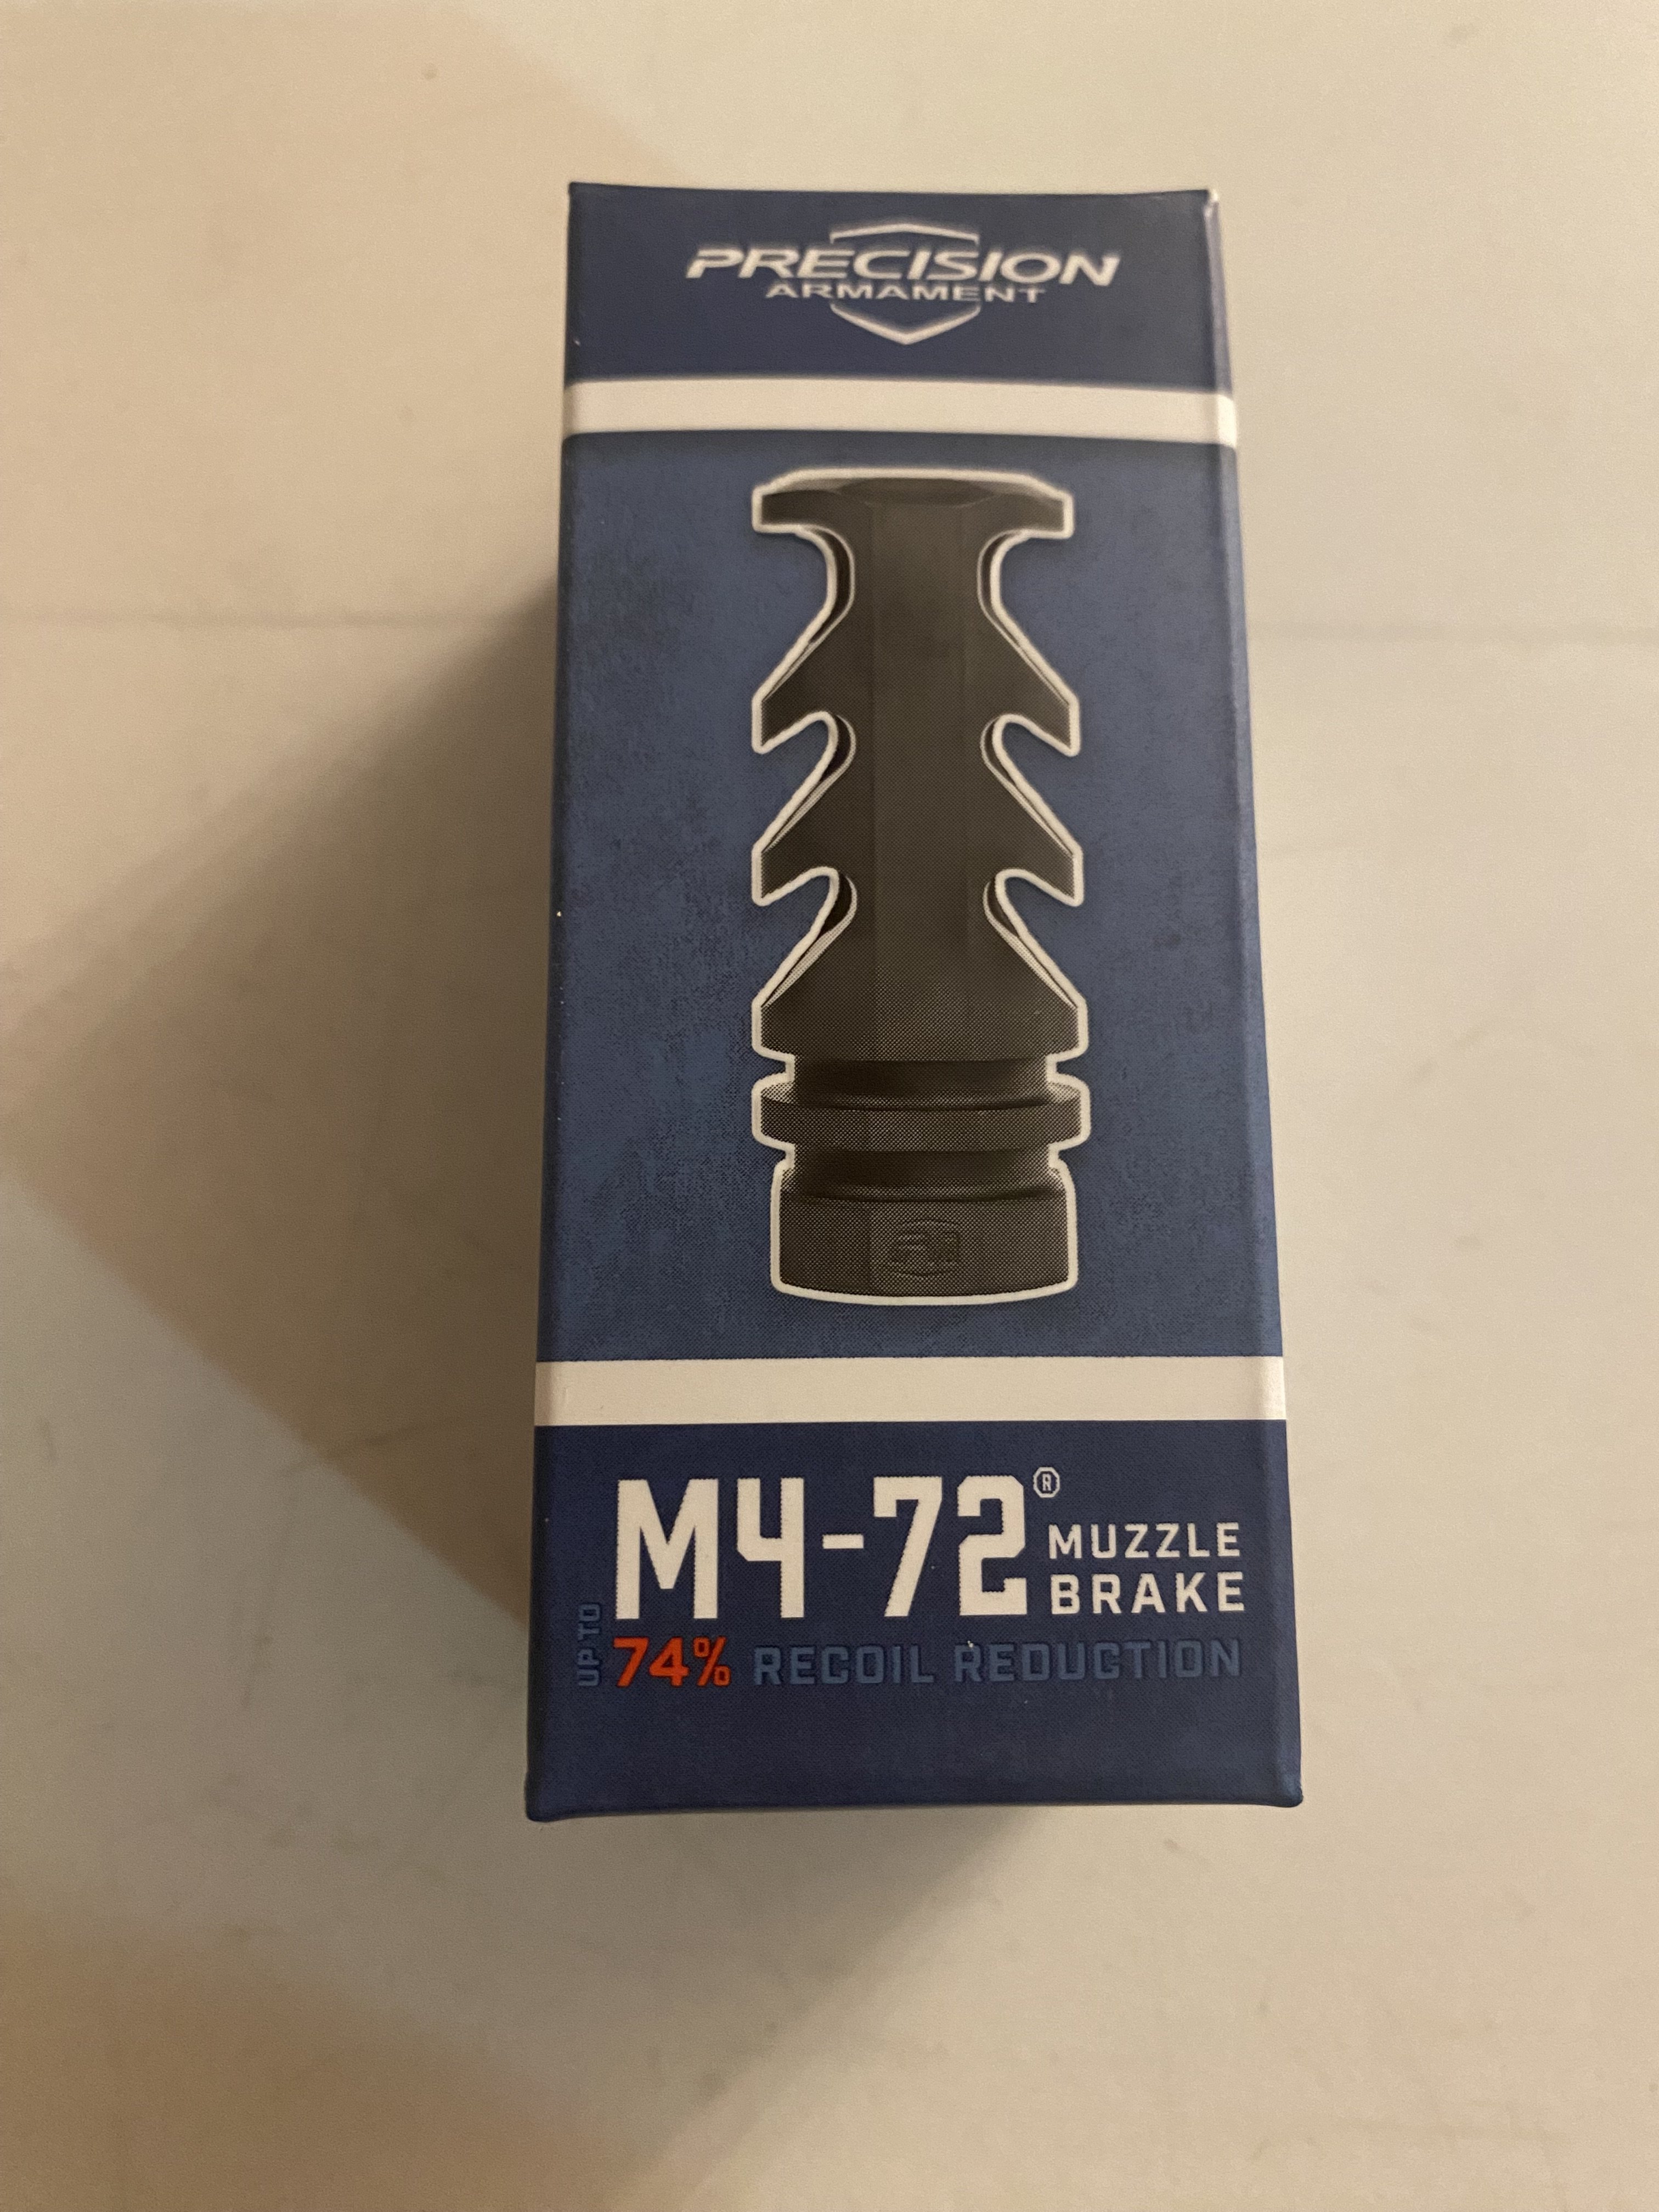 PRECISION
ARMAMENT
M4-72®
MUZZLE
BRAKE
UP TO
74% RECOIL REDUCTION